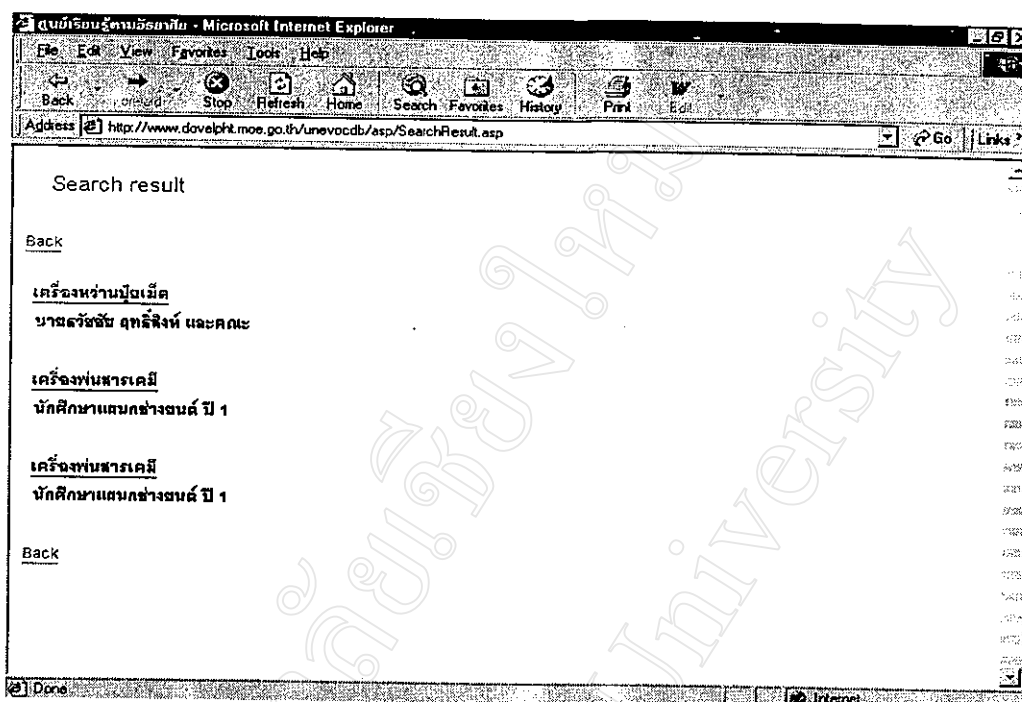 ศูนย์เรียนรู้ตามอัธยาศัย - Microsoft Internet Explorer
File Edit View Favorites Tools Help
Back Forward Stop Refresh Home Search Favorites History Print Edit
Address http://www.dovelpht.moe.go.th/unevocdb/asp/SearchResult.asp Go Links
Search result
Back
เครื่องหว่านปุ๋ยเม็ด
นายธวัชชัย ฤทธิ์สิงห์ และคณะ
เครื่องพ่นสารเคมี
นักศึกษาแผนกช่างยนต์ ปี 1
เครื่องพ่นสารเคมี
นักศึกษาแผนกช่างยนต์ ปี 1
Back
Done Internet
University